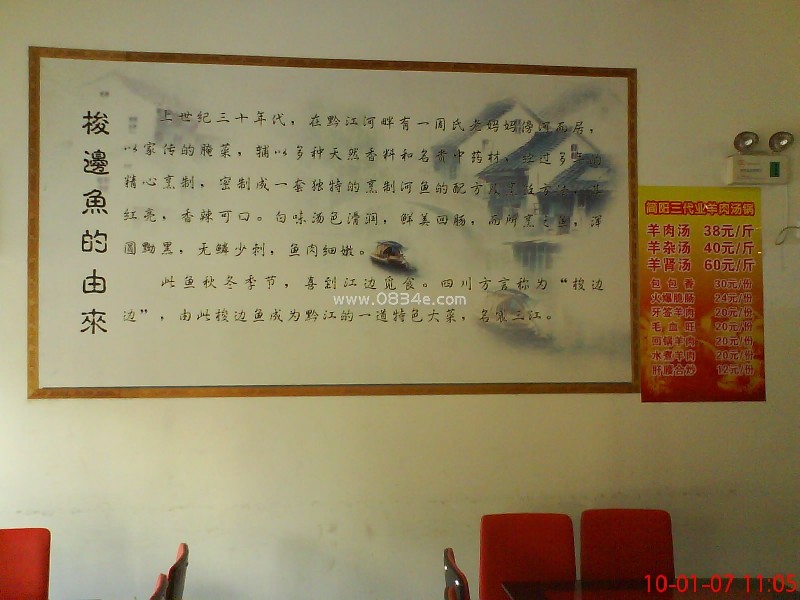 梭邊魚的由來
上世纪三十年代，在黔江河畔有一周氏老妈妈傍河而居，
以家传的腌菜，辅以多种天然香料和名贵中药材，经过多年的
精心烹制，密制成一套独特的烹制河鱼的配方及
红亮，香辣可口。白味汤色滑润，鲜美回肠，而所烹之鱼，浑
圆黝黑，无鳞少刺，鱼肉细嫩。
此鱼秋冬季节，喜到江边觅食。四川方言称为“梭边
边”，由此梭边鱼成为黔江的一道特色大菜，名冠三江。
www.0834e.com
简阳三代业羊肉汤锅
羊肉汤 38元/斤
羊杂汤 40元/斤
羊肾汤 60元/斤
包包香 30元/份
火爆腰肠 24元/份
牙签羊肉 20元/份
毛血旺 20元/份
回锅羊肉 20元/份
水煮羊肉 20元/份
肝腰合炒 12元/份
10-01-07 11:05